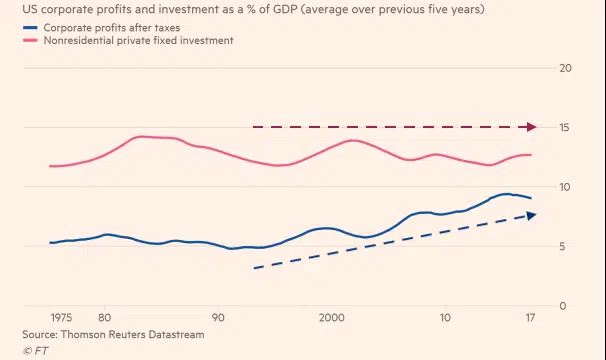 US corporate profits and investment as a % of GDP (average over previous five years)
Corporate profits after taxes
Nonresidential private fixed investment
20
15
10
5
0
1975 80 90 2000 10 17
Source: Thomson Reuters Datastream
© FT